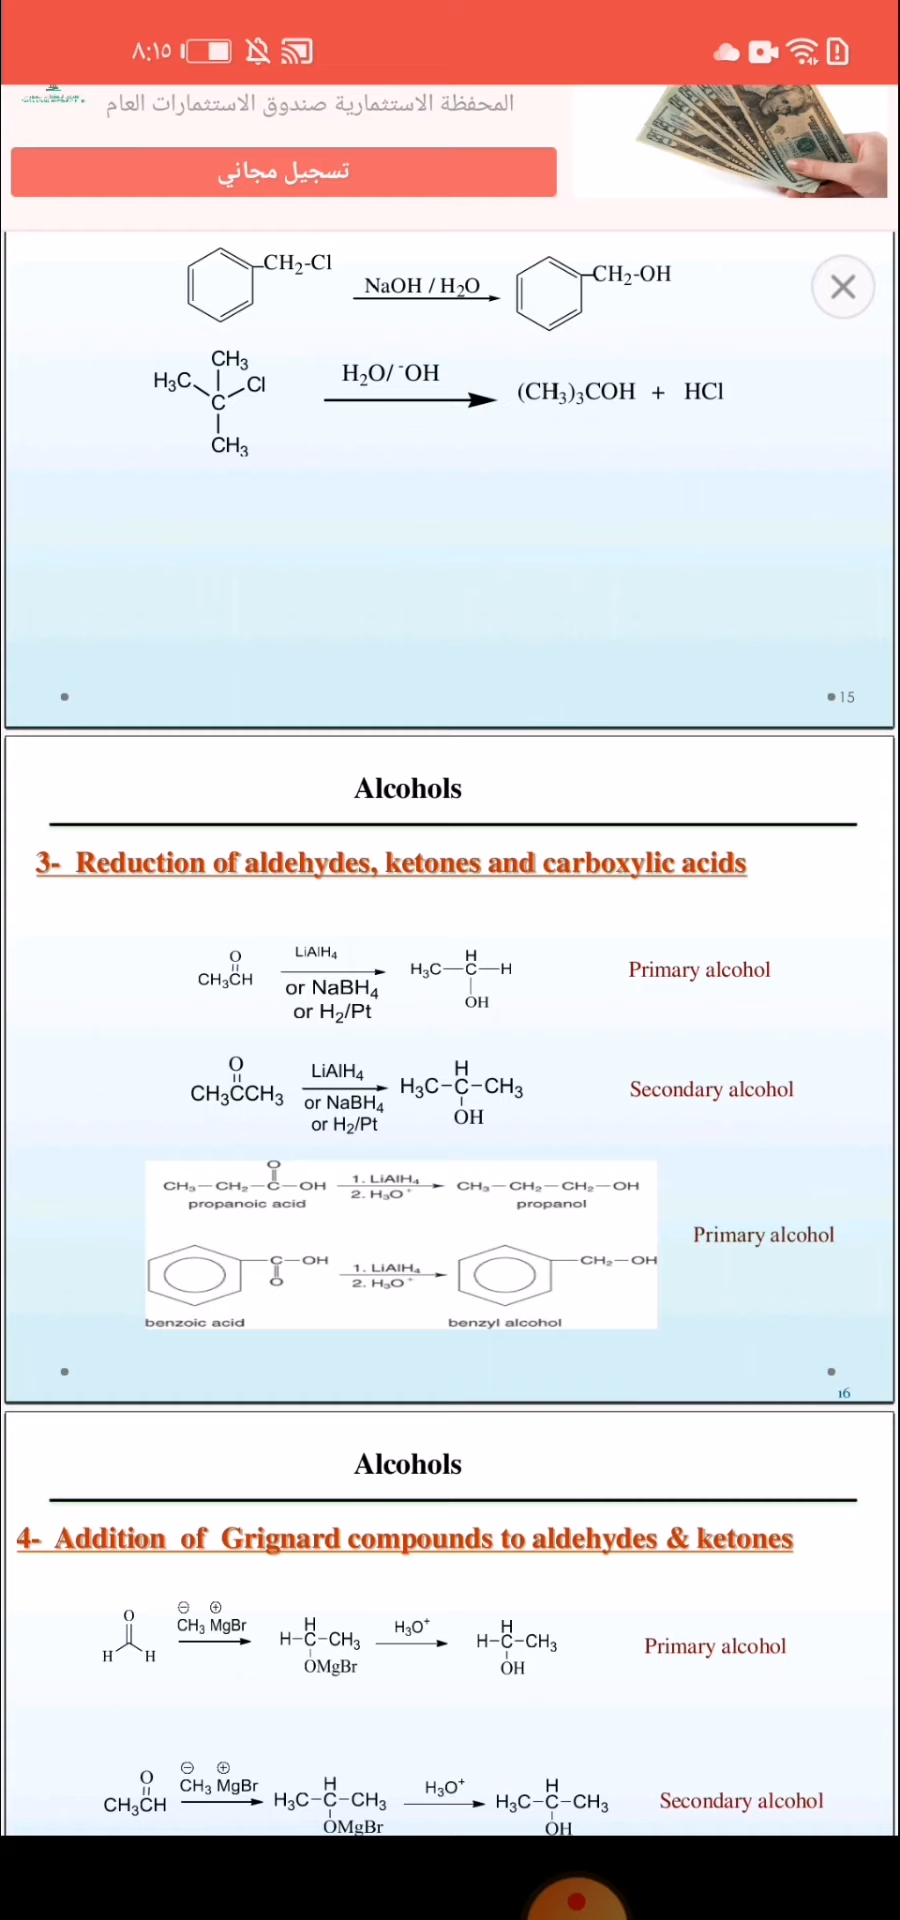 ٨:١٥
المحفظة الاستثمارية صندوق الاستثمارات العام
تسجيل مجاني
CH₂-Cl
NaOH / H₂O
CH₂-OH
CH₃
H₃C
Cl
C
CH₃
H₂O/ ⁻OH
(CH₃)₃COH + HCl
15
Alcohols
3- Reduction of aldehydes, ketones and carboxylic acids
O
CH₃CH
LiAlH₄
or NaBH₄
or H₂/Pt
H
H₃C—C—H
OH
Primary alcohol
O
CH₃CCH₃
LiAlH₄
or NaBH₄
or H₂/Pt
H
H₃C-C-CH₃
OH
Secondary alcohol
O
CH₃—CH₂—C—OH
propanoic acid
1. LiAlH₄
2. H₃O⁺
CH₃—CH₂—CH₂—OH
propanol
Primary alcohol
C—OH
O
benzoic acid
1. LiAlH₄
2. H₃O⁺
CH₂—OH
benzyl alcohol
16
Alcohols
4- Addition of Grignard compounds to aldehydes & ketones
O
H H
⊖ ⊕
CH₃ MgBr
H
H-C-CH₃
OMgBr
H₃O⁺
H
H-C-CH₃
OH
Primary alcohol
O
CH₃CH
⊖ ⊕
CH₃ MgBr
H
H₃C-C-CH₃
OMgBr
H₃O⁺
H
H₃C-C-CH₃
OH
Secondary alcohol